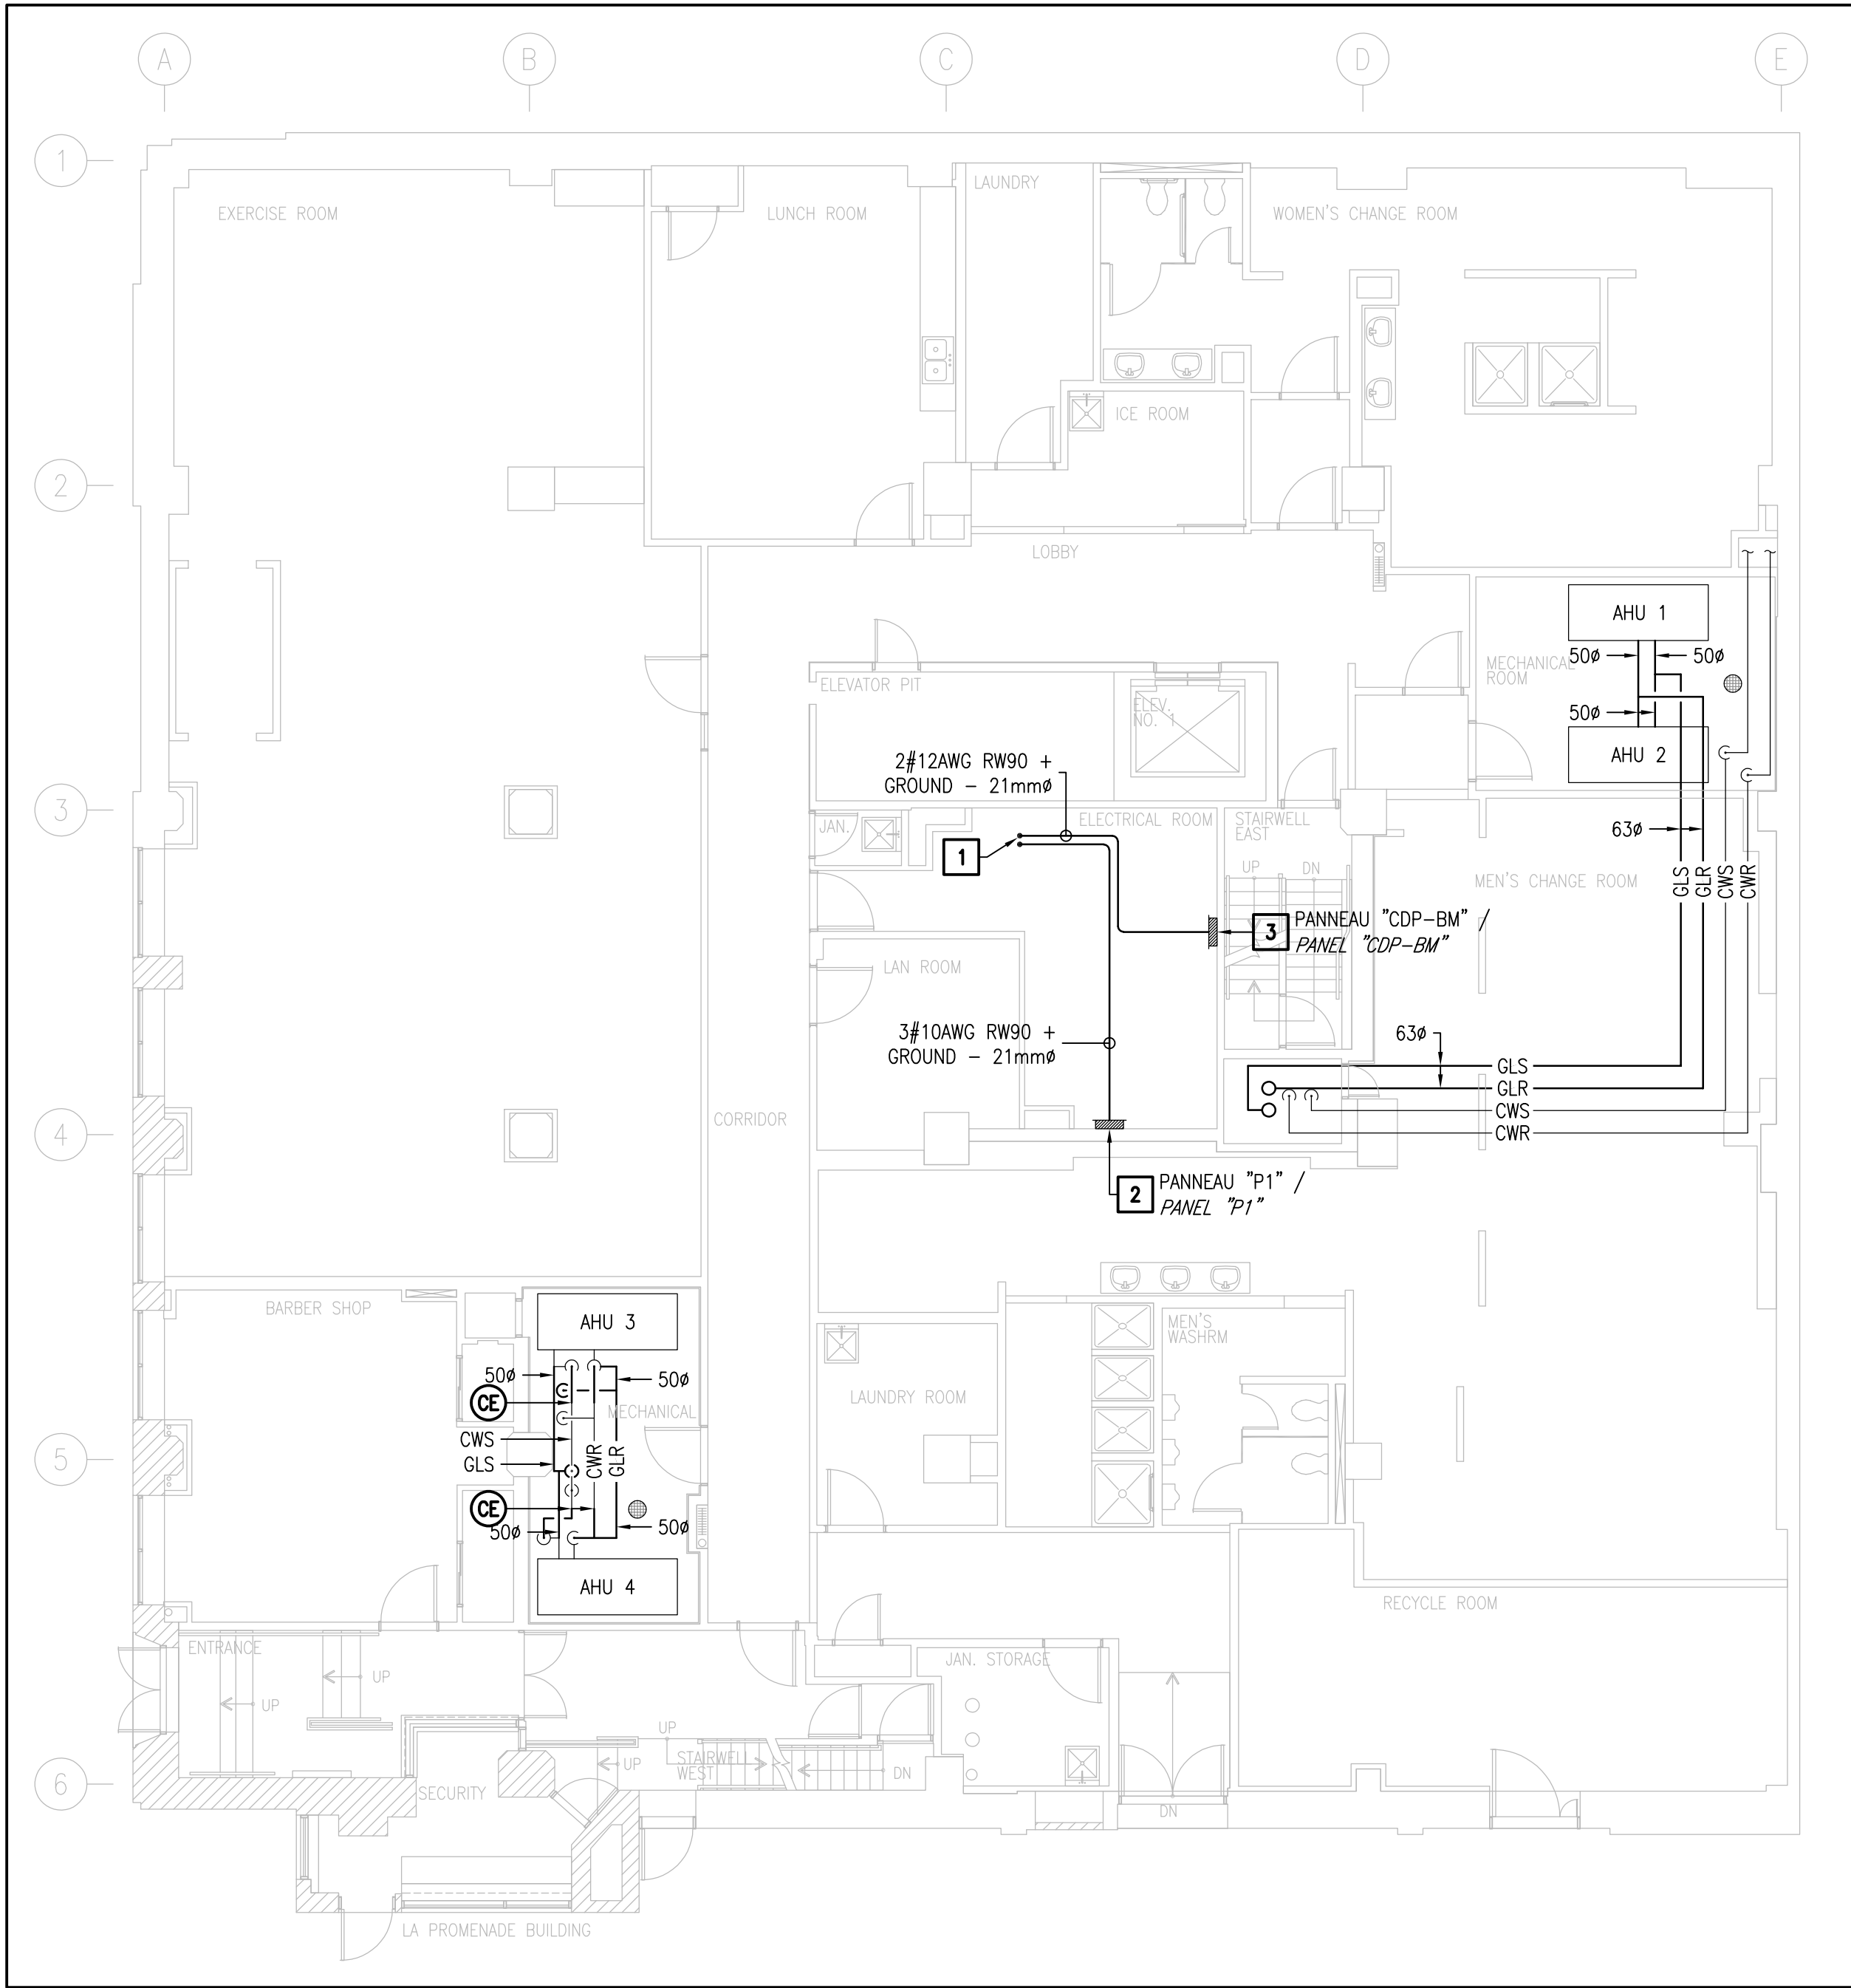 A
B
C
D
E
1
EXERCISE ROOM
LUNCH ROOM
LAUNDRY
WOMEN'S CHANGE ROOM
ICE ROOM
2
LOBBY
AHU 1
MECHANICAL
ROOM
50ø
50ø
50ø
AHU 2
ELEVATOR PIT
ELEV.
NO. 1
2#12AWG RW90 +
GROUND - 21mmø
3
JAN.
ELECTRICAL ROOM
STAIRWELL
EAST
1
UP
DN
63ø
MEN'S CHANGE ROOM
GLS
GLR
CWS
CWR
3
PANNEAU "CDP-BM" /
PANEL "CDP-BM"
LAN ROOM
3#10AWG RW90 +
GROUND - 21mmø
63ø
GLS
GLR
CWS
CWR
4
CORRIDOR
2
PANNEAU "P1" /
PANEL "P1"
BARBER SHOP
AHU 3
MEN'S
WASHRM
50ø
50ø
CE
MECHANICAL
LAUNDRY ROOM
CWS
GLS
CWR
GLR
5
CE
50ø
50ø
AHU 4
RECYCLE ROOM
ENTRANCE
JAN. STORAGE
UP
UP
UP
STAIRWELL
WEST
UP
DN
6
SECURITY
DN
LA PROMENADE BUILDING